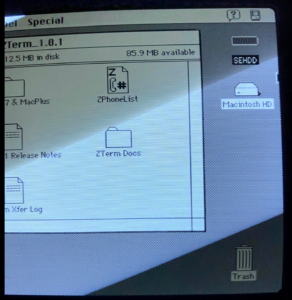 Special
ZTerm_1.0.1
12.5 MB in disk
85.9 MB available
SEHDD
7 & MacPlus
ZPhoneList
Macintosh HD
Release Notes
ZTerm Docs
Xfer Log
Trash